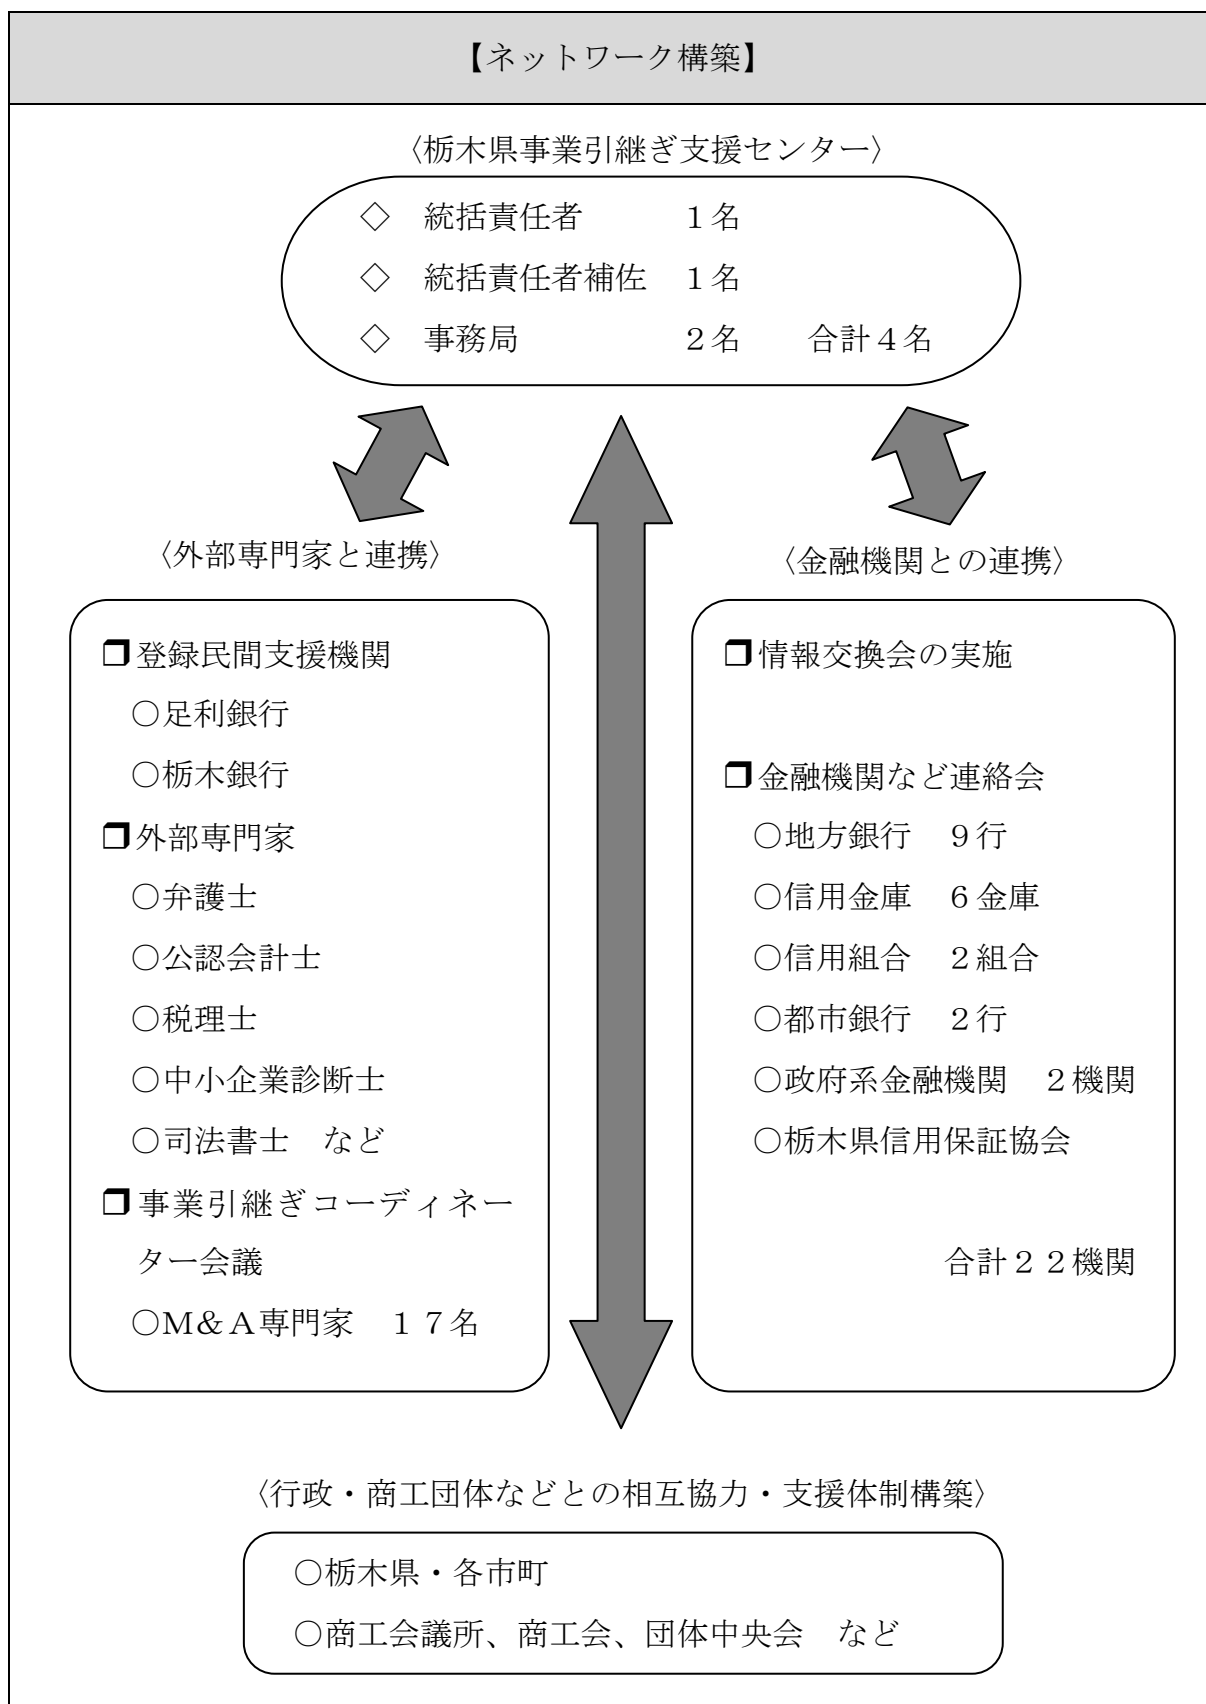 【ネットワーク構築】
〈栃木県事業引継ぎ支援センター〉
◇　統括責任者　　　１名
◇　統括責任者補佐　１名
◇　事務局　　　　　２名　　合計４名
〈外部専門家と連携〉
❒登録民間支援機関
○足利銀行
○栃木銀行
❒外部専門家
○弁護士
○公認会計士
○税理士
○中小企業診断士
○司法書士　など
❒事業引継ぎコーディネー
ター会議
○Ｍ＆Ａ専門家　１７名
〈金融機関との連携〉
❒情報交換会の実施
❒金融機関など連絡会
○地方銀行　９行
○信用金庫　６金庫
○信用組合　２組合
○都市銀行　２行
○政府系金融機関　２機関
○栃木県信用保証協会
合計２２機関
〈行政・商工団体などとの相互協力・支援体制構築〉
○栃木県・各市町
○商工会議所、商工会、団体中央会　など